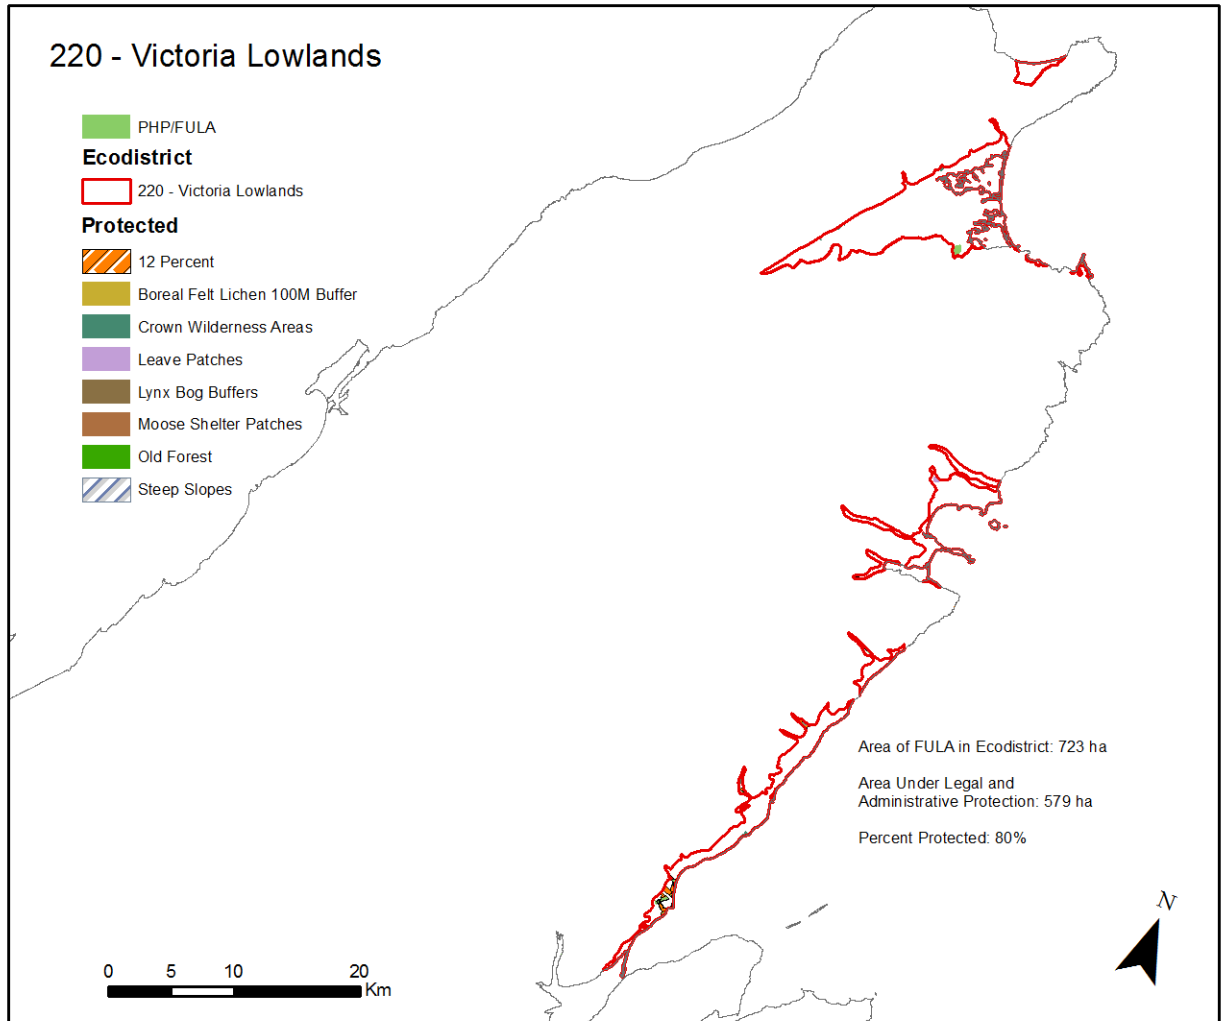 220 - Victoria Lowlands
PHP/FULA
Ecodistrict
220 - Victoria Lowlands
Protected
12 Percent
Boreal Felt Lichen 100M Buffer
Crown Wilderness Areas
Leave Patches
Lynx Bog Buffers
Moose Shelter Patches
Old Forest
Steep Slopes
Area of FULA in Ecodistrict: 723 ha
Area Under Legal and
Administrative Protection: 579 ha
Percent Protected: 80%
N
0 5 10 20
Km